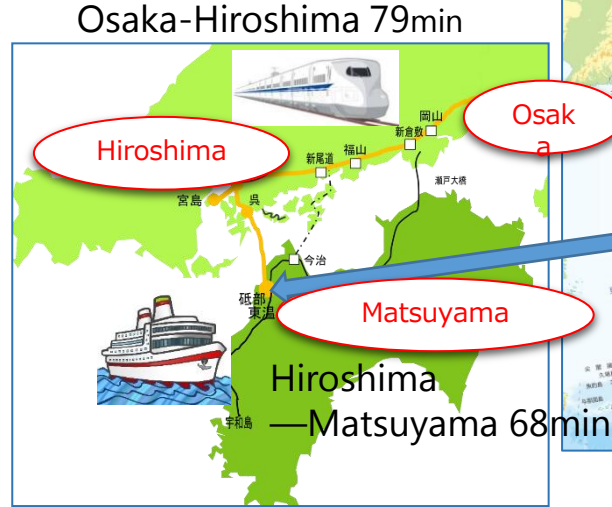 Osaka-Hiroshima 79min
Osak
a
岡山
新倉敷
Hiroshima
福山
新尾道
瀬戸大橋
宮島
呉
今治
砥部
東温
Matsuyama
Hiroshima
宇和島
—Matsuyama 68min